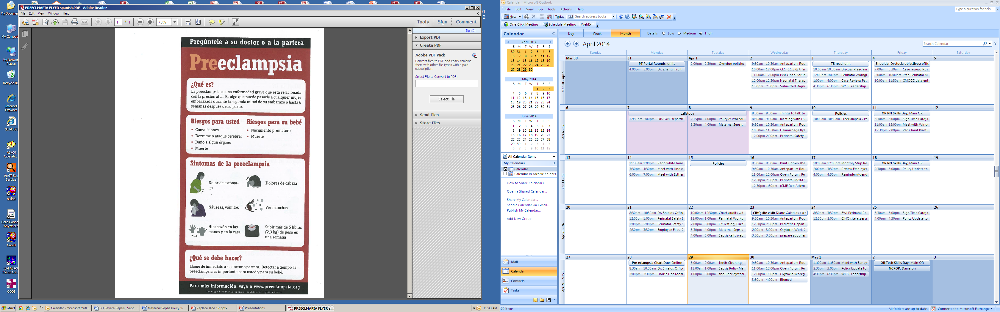 PREECLMAPIA FLYER spanish.PDF - Adobe Reader
File Edit View Window Help
1 / 1 75%
Tools Sign Comment
Sign In
Export PDF
Create PDF
Adobe PDF Pack
Convert files to PDF and easily combine
them with other file types with a paid
subscription.
Select File to Convert to PDF:
Select File
Send Files
Store Files
Pregúntele a su doctor o a la partera
Preeclampsia
¿Qué es?
La preeclampsia es una enfermedad grave que está relacionada
con la presión alta. Es algo que puede pasarle a cualquier mujer
embarazada durante la segunda mitad de su embarazo o hasta 6
semanas después de su parto.
Riesgos para usted
• Convulsiones
• Derrame o ataque cerebral
• Daño a algún órgano
• Muerte
Riesgos para su bebé
• Nacimiento prematuro
• Muerte
Sintomas de la preeclampsia
Dolor de estóma-
go
Dolores de cabeza
Náuseas, vómitos
Ver manchas
Hinchazón en las
manos y en la cara
Subir más de 5 libras
(2,3 kg) de peso en
una semana
¿Qué se debe hacer?
Llame de inmediato a su doctor o partera. Detectar a tiempo la
preeclampsia es importante para usted y para su bebé.
Para más información, vaya a www.preeclampsia.org
My Computer
My Network
Places
Recycle Bin
Internet
Explorer
3E MSDS
AS400
Operati...
AskIT Self
Service
BuildB
Care Conne
Anywhere
CareB
IBM AS400
Client Acc...
CODI
Start
Calendar - Microsoft Outl...
DH Severe Sepsis_ Septi...
Maternal Sepsis Policy 3-...
Replace slide 17.pptx
Presentation2
PREECLMAPIA FLYER s...
11:43 AM
Calendar - Microsoft Outlook
File Edit View Go Tools Actions Help
Type a question for help
New Today Search address books
One-Click Meeting Schedule Meeting WebEx
Calendar
April 2014
S M T W T F S
30 31 1 2 3 4 5
6 7 8 9 10 11 12
13 14 15 16 17 18 19
20 21 22 23 24 25 26
27 28 29 30
May 2014
S M T W T F S
1 2 3
4 5 6 7 8 9 10
11 12 13 14 15 16 17
18 19 20 21 22 23 24
25 26 27 28 29 30 31
June 2014
S M T W T F S
1 2 3 4 5 6 7
8 9 10 11 12 13 14
15 16 17 18 19 20 21
22 23 24 25 26 27 28
29 30 1 2 3 4 5
6 7 8 9 10 11 12
All Calendar Items
My Calendars
Calendar
Calendar in Archive Folders
How to Share Calendars
Open a Shared Calendar...
Share My Calendar...
Send a Calendar via E-mail...
Publish My Calendar...
Add New Group
Mail
Calendar
Contacts
Tasks
Day Week Month Details: Low Medium High
April 2014
Search Calendar
Sunday Monday Tuesday Wednesday Thursday Friday Saturday
Mar 30 - Apr 5
Mar 30
31
PT Portal Rounds; units
4:00pm 5:00pm Dr. Zhang; Fruitr
Apr 1
2:00pm 2:30pm Overdue policies
2
9:30am 10:30am Antepartum Rou
10:00am 12:00pm CLC; CC 3 & 4; Sr
11:00am 12:00pm FW: Open Forun
12:00pm 12:30pm Neonatal Therap
1:30pm 2:30pm Submitted Digni
3
TB read; unit
10:00am 10:30am Discuss Preeclam
12:00pm 1:00pm Perinatal Workg
1:00pm 4:00pm Case Review; Pat
4:30pm 6:30pm WCS Leadership
4
Shoulder Dystocia objectives; offic
7:00am 8:30am Case review; Rus
9:00am 10:00am Prep Perinatal M
10:00am 11:30am CMQCC data ent
5
Apr 6 - 12
6
7
calistoga
12:30pm 2:00pm OB/GYN Departn
8
2:15pm 4:00pm Policy & Procedu
3:30pm 4:00pm Maternal Sepsis
9
8:30am 9:30am Things to talk to
8:30am 9:00am meeting with Dia
9:30am 10:30am Antepartum Rou
10:30am 11:30am Hemorrhage flye
12:00pm 2:00pm Perinatal Safety E
10
Policies
10:00am 10:30am Preeclampsia - Pa
11
OR RN Skills Day; Main OR
8:30am 5:00pm Sign Time Card; (
11:00am 12:00pm Meet with Windy
12:30pm 2:00pm Peds Joint Practi
12
Apr 13 - 19
13
14
11:30am 1:00pm Redo white boar
3:30pm 4:30pm Meet with Lindsa
6:00pm 7:00pm Meet with Esther
15
Policies
16
9:00am 9:30am Print sign-in she
9:30am 10:30am Antepartum Rou
11:00am 12:00pm Open Forum: Per
12:30pm 2:00pm Perinatal M&M ;
12:30pm 1:30pm (CME Rep Attenc
17
10:00am 12:00pm Monthly Strip Re
2:00pm 3:30pm Review Employee
4:00pm 4:30pm Reminder/Agenc
18
OR RN Skills Day; Main OR
2:30pm 3:00pm Policy Update to
19
Apr 20 - 26
20
21
8:30am 10:30am Dr. Shields Office
12:00pm 1:00pm Perinatal Safety I
1:00pm 2:00pm Perinatal Safety S
2:30pm 3:30pm Employee Files; C
22
10:00am 12:30pm Chart Audits witl
12:00pm 1:00pm Perinatal Workgr
2:00pm 5:00pm Fit Testing; Luker
3:30pm 4:00pm Maternal Sepsis
4:00pm 5:00pm Sepsis call ; web
23
CIHQ site visit; Diane Galati as esco
9:30am 10:30am Antepartum Rou
12:30pm 2:00pm Pediatric Departr
2:00pm 3:00pm Oxytocin Work G
3:00pm 3:30pm prepare supplies
24
8:30am 3:30pm FW: Perinatal Re
12:30pm 2:00pm CIHQ site assess
25
8:30am 5:00pm Sign Time Card; (
4:00pm 4:30pm Policy Update to
26
Apr 27 - May 3
27
28
Pre-eclampsia Chart Due; Online
8:30am 10:30am Dr. Shields Office
3:00pm 3:30pm House Doc room
29
8:00am 9:00am Teeth Cleaning ;
11:00am 1:00pm Sepsis Policy Me
1:00pm 3:00pm shoulder dystoci
30
9:30am 10:30am Antepartum Rou
11:00am 12:00pm Open Forum: Per
12:00pm 1:00pm Oxytocin Workg
3:30pm 4:00pm Biomed
May 1
11:00am 11:30am Meet with Sandy
2:30pm 3:00pm Policy Update to
4:30pm 6:30pm WCS Leadership
2
OR Tech Skills Day; Main OR
NCPOP; Dameron
3
79 Items
All folders are up to date. Connected to Microsoft Exchange